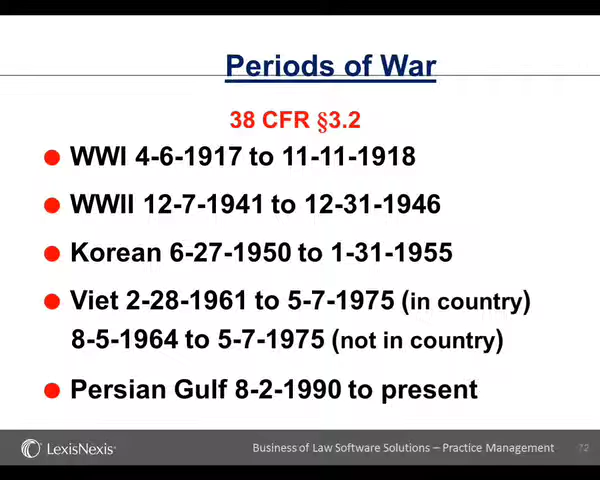 Periods of War
38 CFR §3.2
WWI 4-6-1917 to 11-11-1918
WWII 12-7-1941 to 12-31-1946
Korean 6-27-1950 to 1-31-1955
Viet 2-28-1961 to 5-7-1975 (in country)
8-5-1964 to 5-7-1975 (not in country)
Persian Gulf 8-2-1990 to present
LexisNexis® Business of Law Software Solutions – Practice Management 72